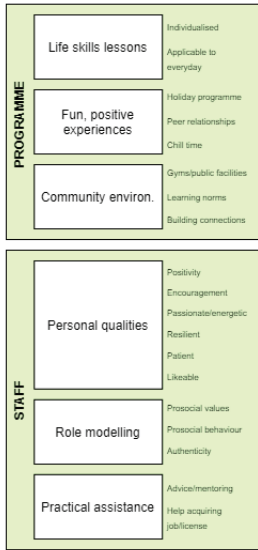 PROGRAMME
Life skills lessons
Individualised
Applicable to
everyday
Fun, positive
experiences
Holiday programme
Peer relationships
Chill time
Community environ.
Gyms/public facilities
Learning norms
Building connections
STAFF
Personal qualities
Positivity
Encouragement
Passionate/energetic
Resilient
Patient
Likeable
Role modelling
Prosocial values
Prosocial behaviour
Authenticity
Practical assistance
Advice/mentoring
Help acquiring
job/license